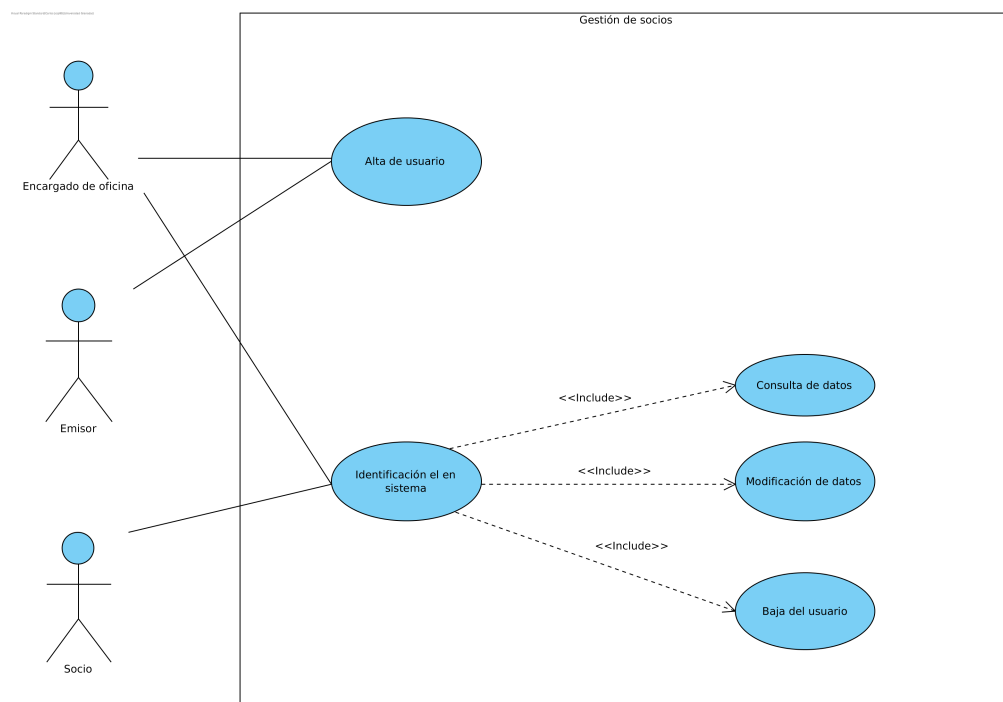 Gestión de socios
Encargado de oficina
Alta de usuario
Emisor
<<Include>>
Consulta de datos
Identificación el en
sistema
<<Include>>
Modificación de datos
<<Include>>
Baja del usuario
Socio